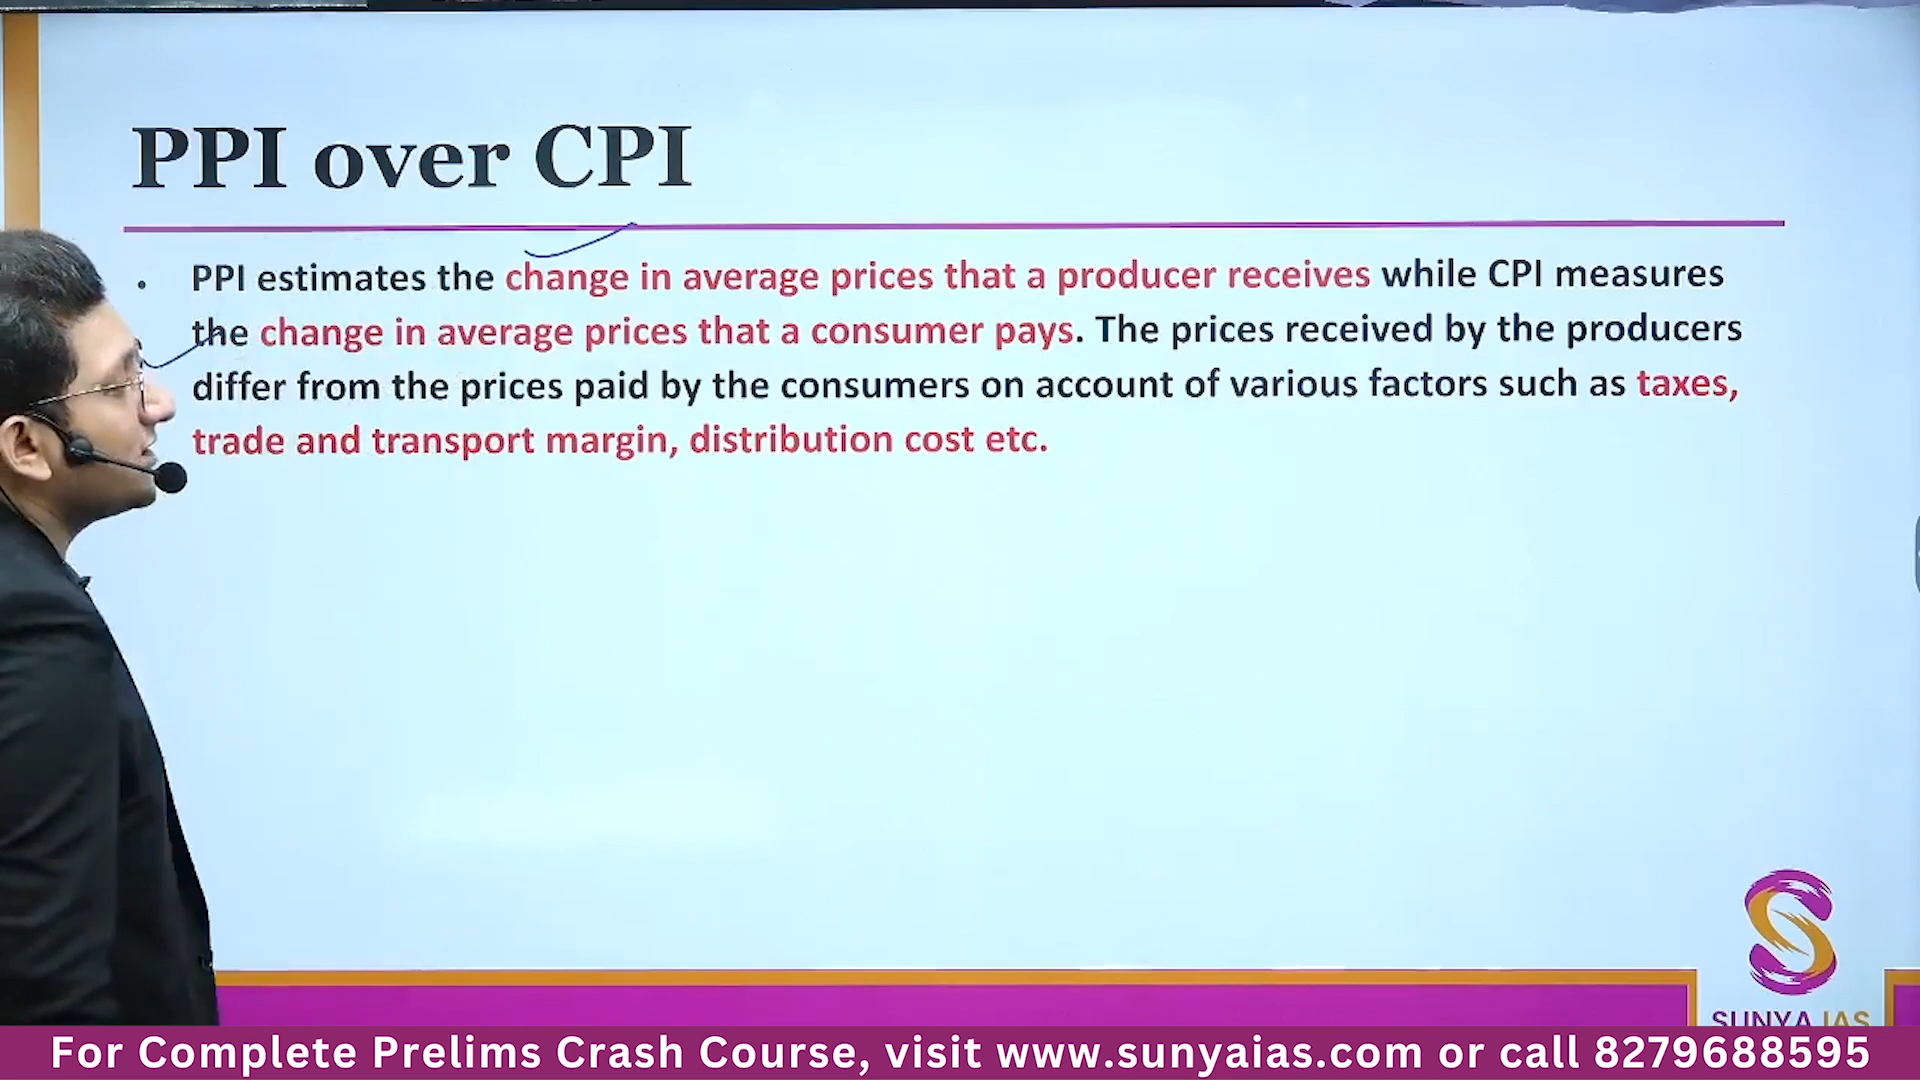 PPI over CPI
• PPI estimates the change in average prices that a producer receives while CPI measures
the change in average prices that a consumer pays. The prices received by the producers
differ from the prices paid by the consumers on account of various factors such as taxes,
trade and transport margin, distribution cost etc.
SUNYA IAS
For Complete Prelims Crash Course, visit www.sunyaias.com or call 8279688595